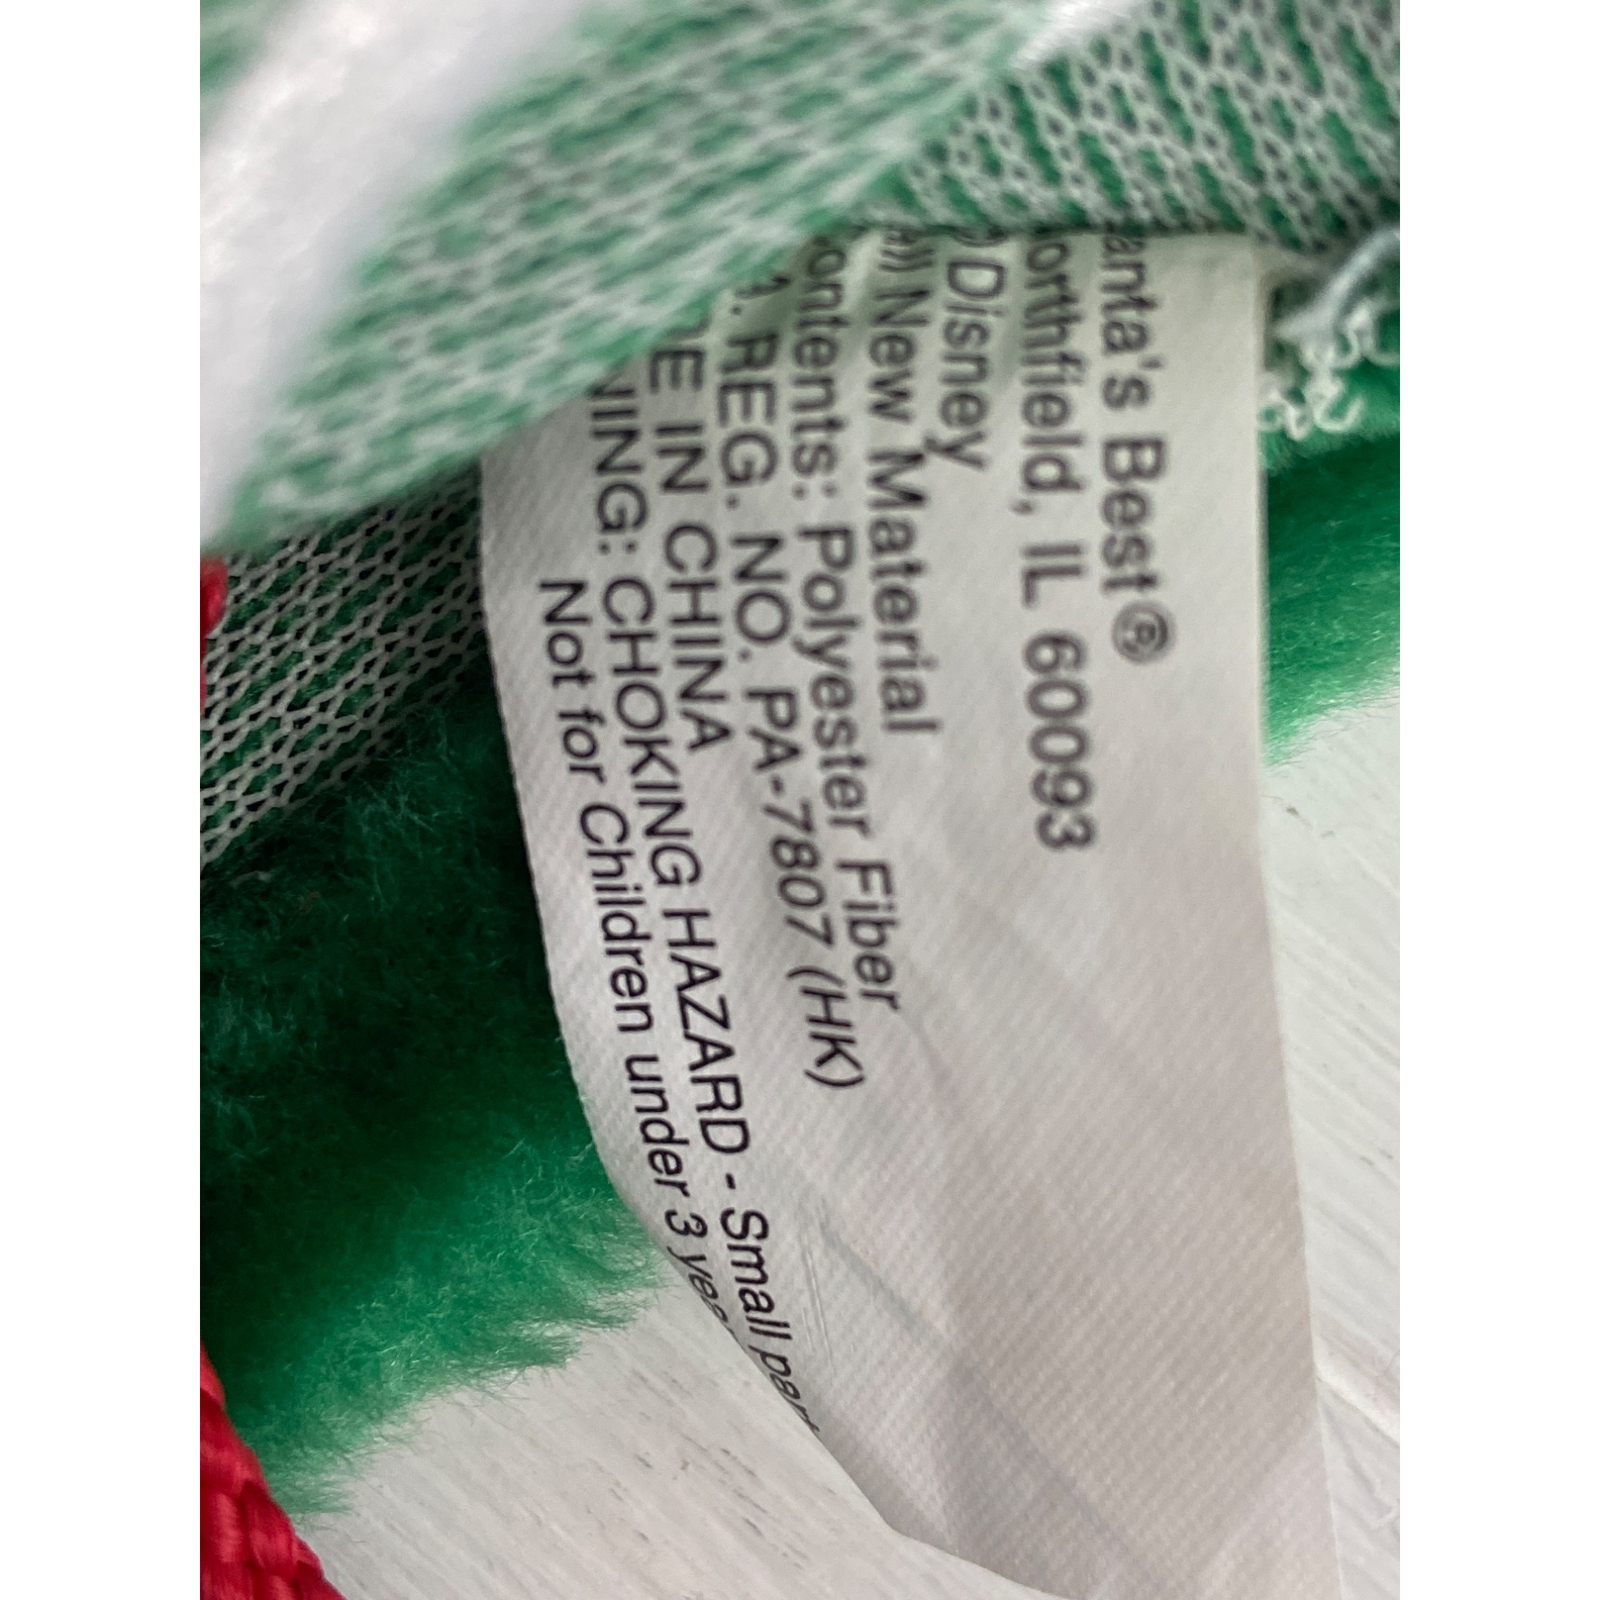 anta's Best®
orthfield, IL 60093
Disney
ll New Material
ontents: Polyester Fiber
. REG. NO. PA-7807 (HK)
E IN CHINA
NING: CHOKING HAZARD - Small part
Not for Children under 3 yea